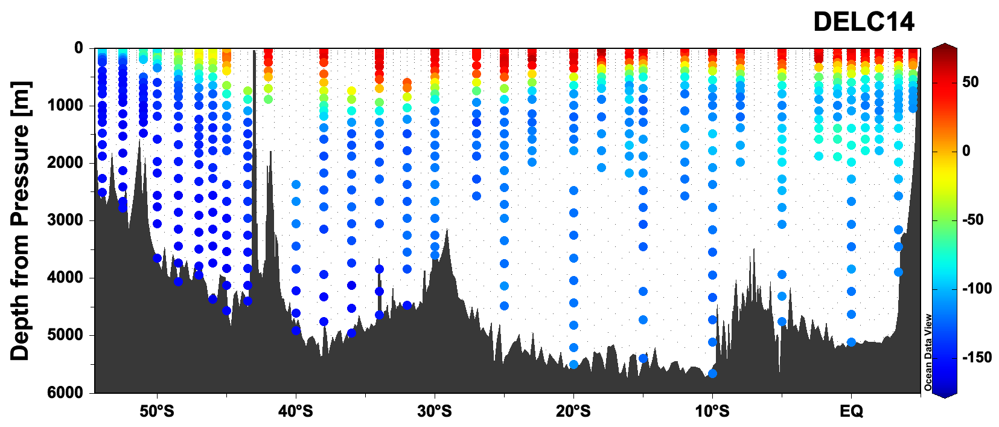 DELC14
Depth from Pressure [m]
0
1000
2000
3000
4000
5000
6000
50°S
40°S
30°S
20°S
10°S
EQ
50
0
-50
-100
-150
Ocean Data View